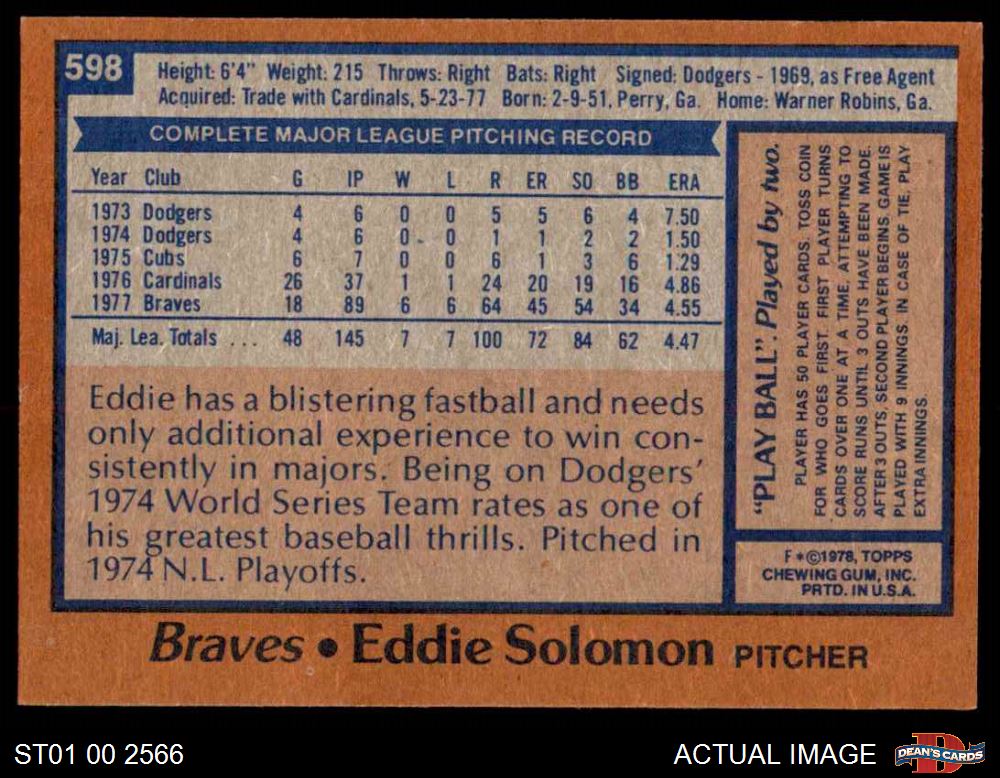 598
Height: 6'4" Weight: 215 Throws: Right Bats: Right Signed: Dodgers - 1969, as Free Agent
Acquired: Trade with Cardinals, 5-23-77 Born: 2-9-51, Perry, Ga. Home: Warner Robins, Ga.
COMPLETE MAJOR LEAGUE PITCHING RECORD
Year Club G IP W L R ER SO BB ERA
1973 Dodgers 4 6 0 0 5 5 6 4 7.50
1974 Dodgers 4 6 0 0 1 1 2 2 1.50
1975 Cubs 6 7 0 0 6 1 3 6 1.29
1976 Cardinals 26 37 1 1 24 20 19 16 4.86
1977 Braves 18 89 6 6 64 45 54 34 4.55
Maj. Lea. Totals ... 48 145 7 7 100 72 84 62 4.47
Eddie has a blistering fastball and needs
only additional experience to win con-
sistently in majors. Being on Dodgers'
1974 World Series Team rates as one of
his greatest baseball thrills. Pitched in
1974 N.L. Playoffs.
"PLAY BALL". Played by two.
PLAYER HAS 50 PLAYER CARDS. TOSS COIN
FOR WHO GOES FIRST. FIRST PLAYER TURNS
CARDS OVER ONE AT A TIME, ATTEMPTING TO
SCORE RUNS UNTIL 3 OUTS HAVE BEEN MADE.
AFTER 3 OUTS, SECOND PLAYER BEGINS. GAME IS
PLAYED WITH 9 INNINGS. IN CASE OF TIE, PLAY
EXTRA INNINGS.
F*©1978, TOPPS
CHEWING GUM, INC.
PRTD. IN U.S.A.
Braves • Eddie Solomon PITCHER
ST01 00 2566
ACTUAL IMAGE
D
DEAN'S CARDS